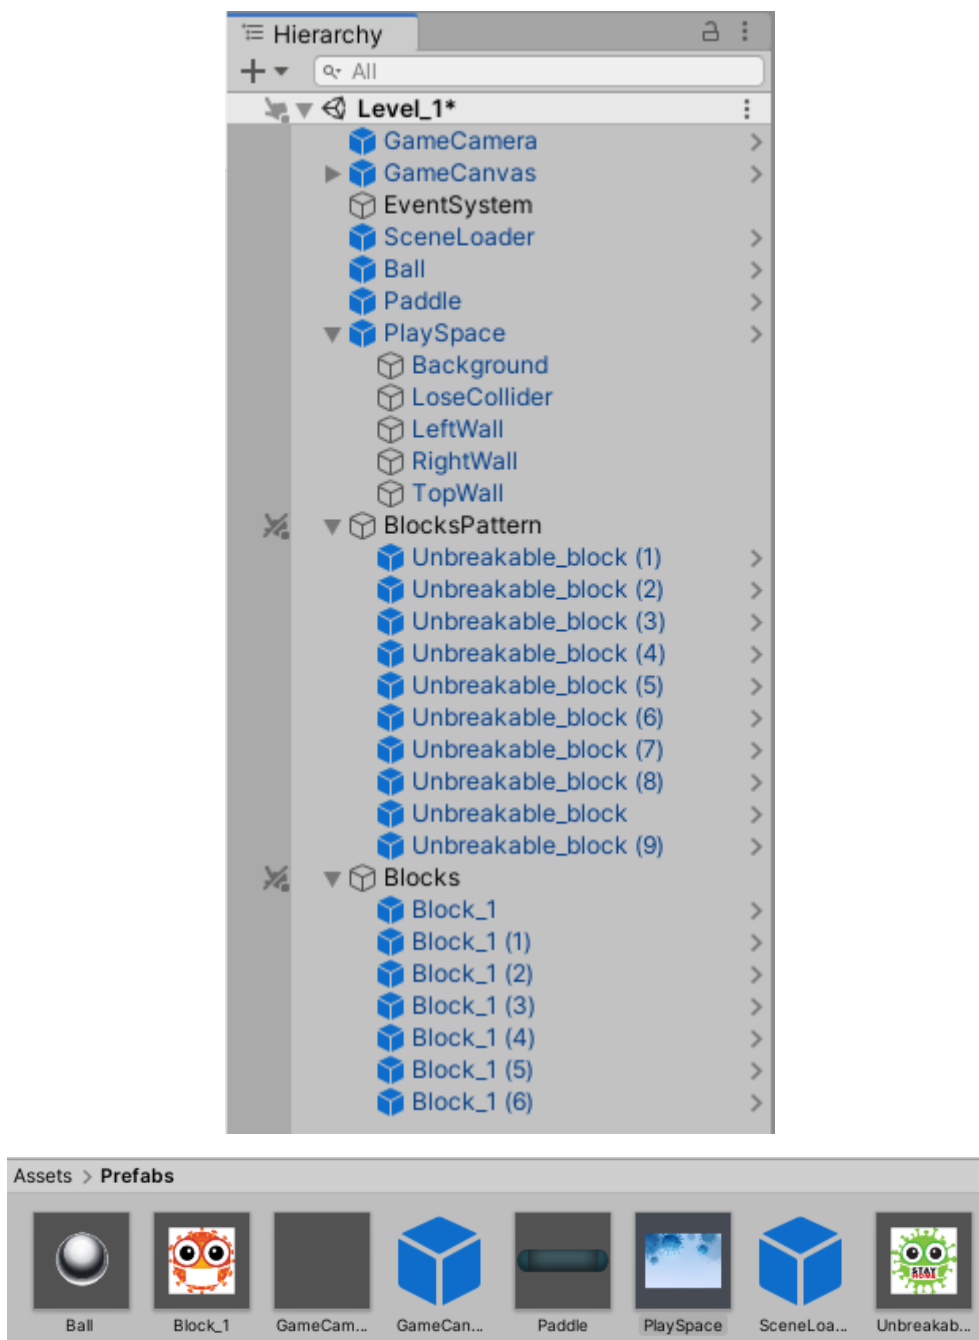 Hierarchy
All
Level_1*
GameCamera
GameCanvas
EventSystem
SceneLoader
Ball
Paddle
PlaySpace
Background
LoseCollider
LeftWall
RightWall
TopWall
BlocksPattern
Unbreakable_block (1)
Unbreakable_block (2)
Unbreakable_block (3)
Unbreakable_block (4)
Unbreakable_block (5)
Unbreakable_block (6)
Unbreakable_block (7)
Unbreakable_block (8)
Unbreakable_block
Unbreakable_block (9)
Blocks
Block_1
Block_1 (1)
Block_1 (2)
Block_1 (3)
Block_1 (4)
Block_1 (5)
Block_1 (6)
Assets > Prefabs
STAY
HOME
Ball Block_1 GameCam... GameCan... Paddle PlaySpace SceneLoa... Unbreakab...